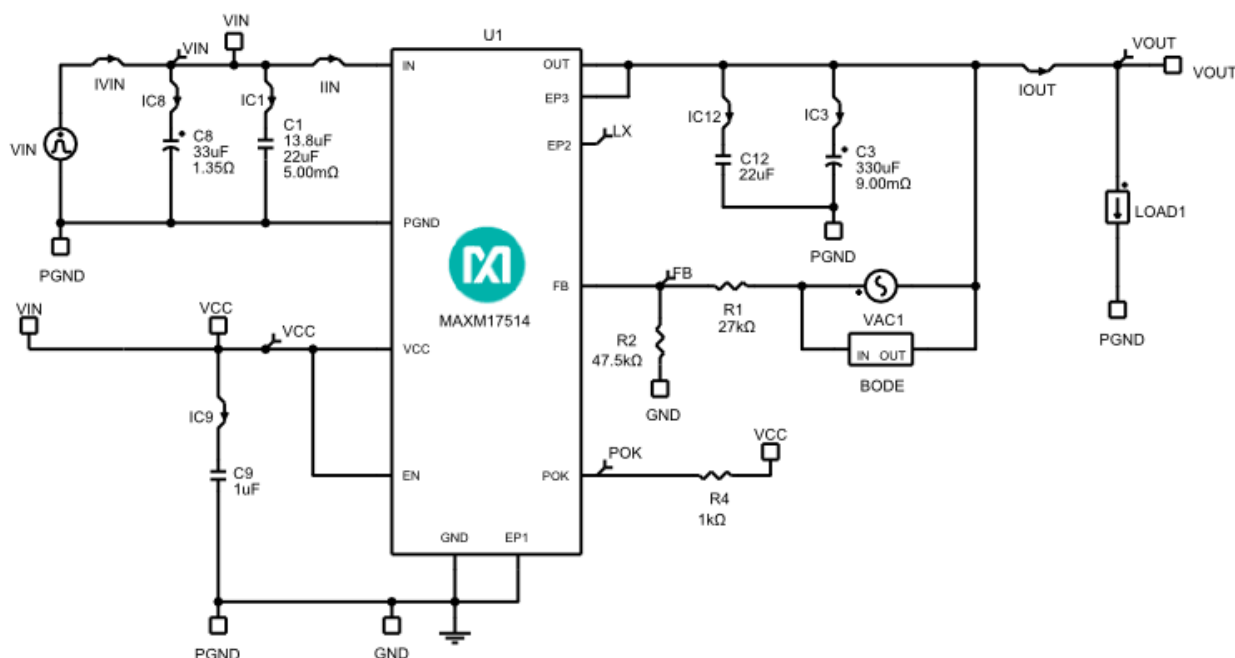 VIN
U1
IVIN
VIN
IIN
IN
OUT
VOUT
VOUT
IOUT
EP3
IC8
IC1
C8
33uF
1.35Ω
C1
13.8uF
22uF
5.00mΩ
VIN
EP2
LX
IC12
IC3
C12
22uF
C3
330uF
9.00mΩ
LOAD1
PGND
PGND
PGND
PGND
MAXM17514
FB
FB
R1
27kΩ
VAC1
IN OUT
BODE
R2
47.5kΩ
GND
VIN
VCC
VCC
VCC
IC9
C9
1uF
EN
POK
POK
VCC
R4
1kΩ
GND
EP1
PGND
GND